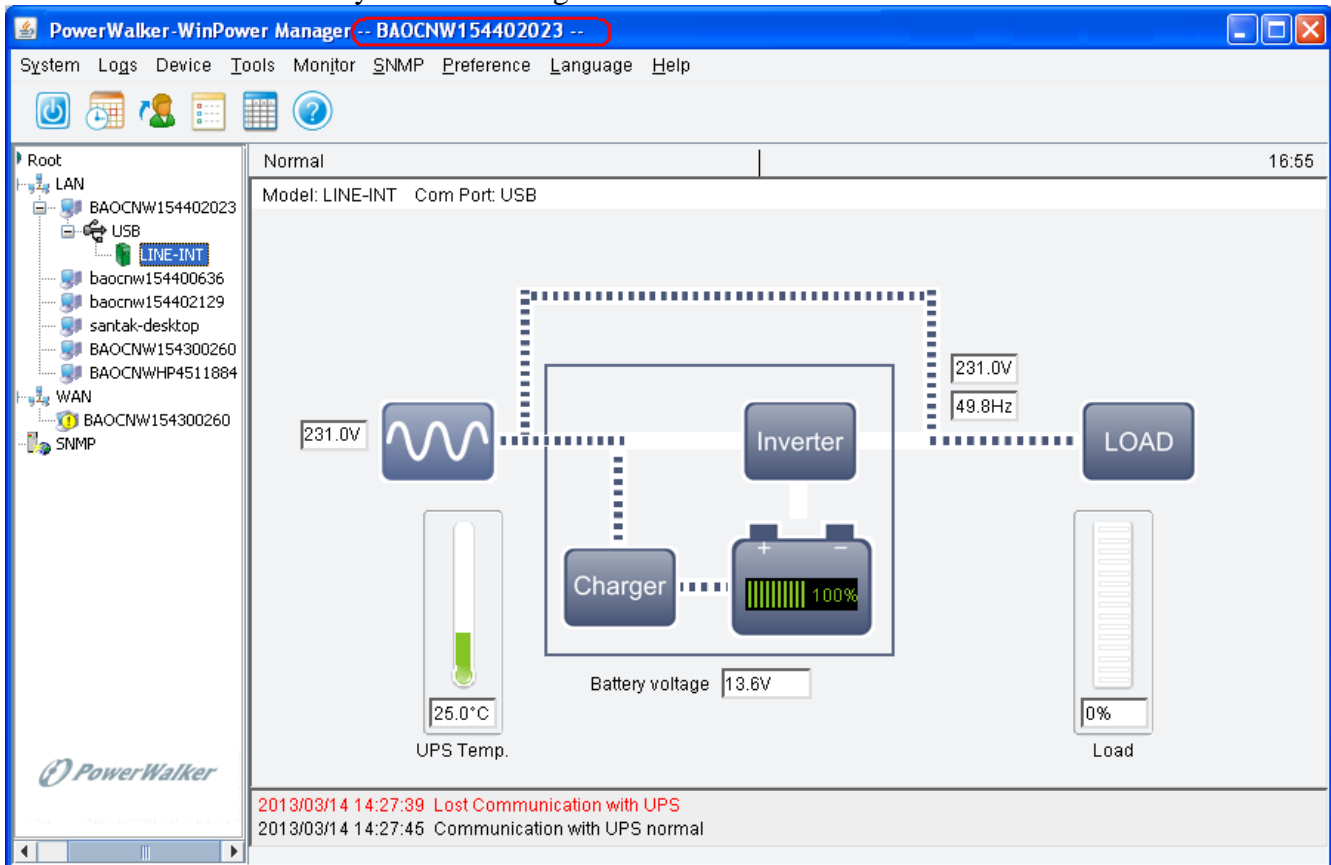 PowerWalker-WinPower Manager -- BAOCNW154402023 --
System Logs Device Tools Monitor SNMP Preference Language Help
Root
LAN
BAOCNW154402023
USB
LINE-INT
baocnw154400636
baocnw154402129
santak-desktop
BAOCNW154300260
BAOCNWHP4511884
WAN
BAOCNW154300260
SNMP
PowerWalker
Normal 16:55
Model: LINE-INT Com Port: USB
231.0V
49.8Hz
231.0V
Inverter
LOAD
Charger
+ −
100%
Battery voltage 13.6V
25.0°C
UPS Temp.
0%
Load
2013/03/14 14:27:39 Lost Communication with UPS
2013/03/14 14:27:45 Communication with UPS normal